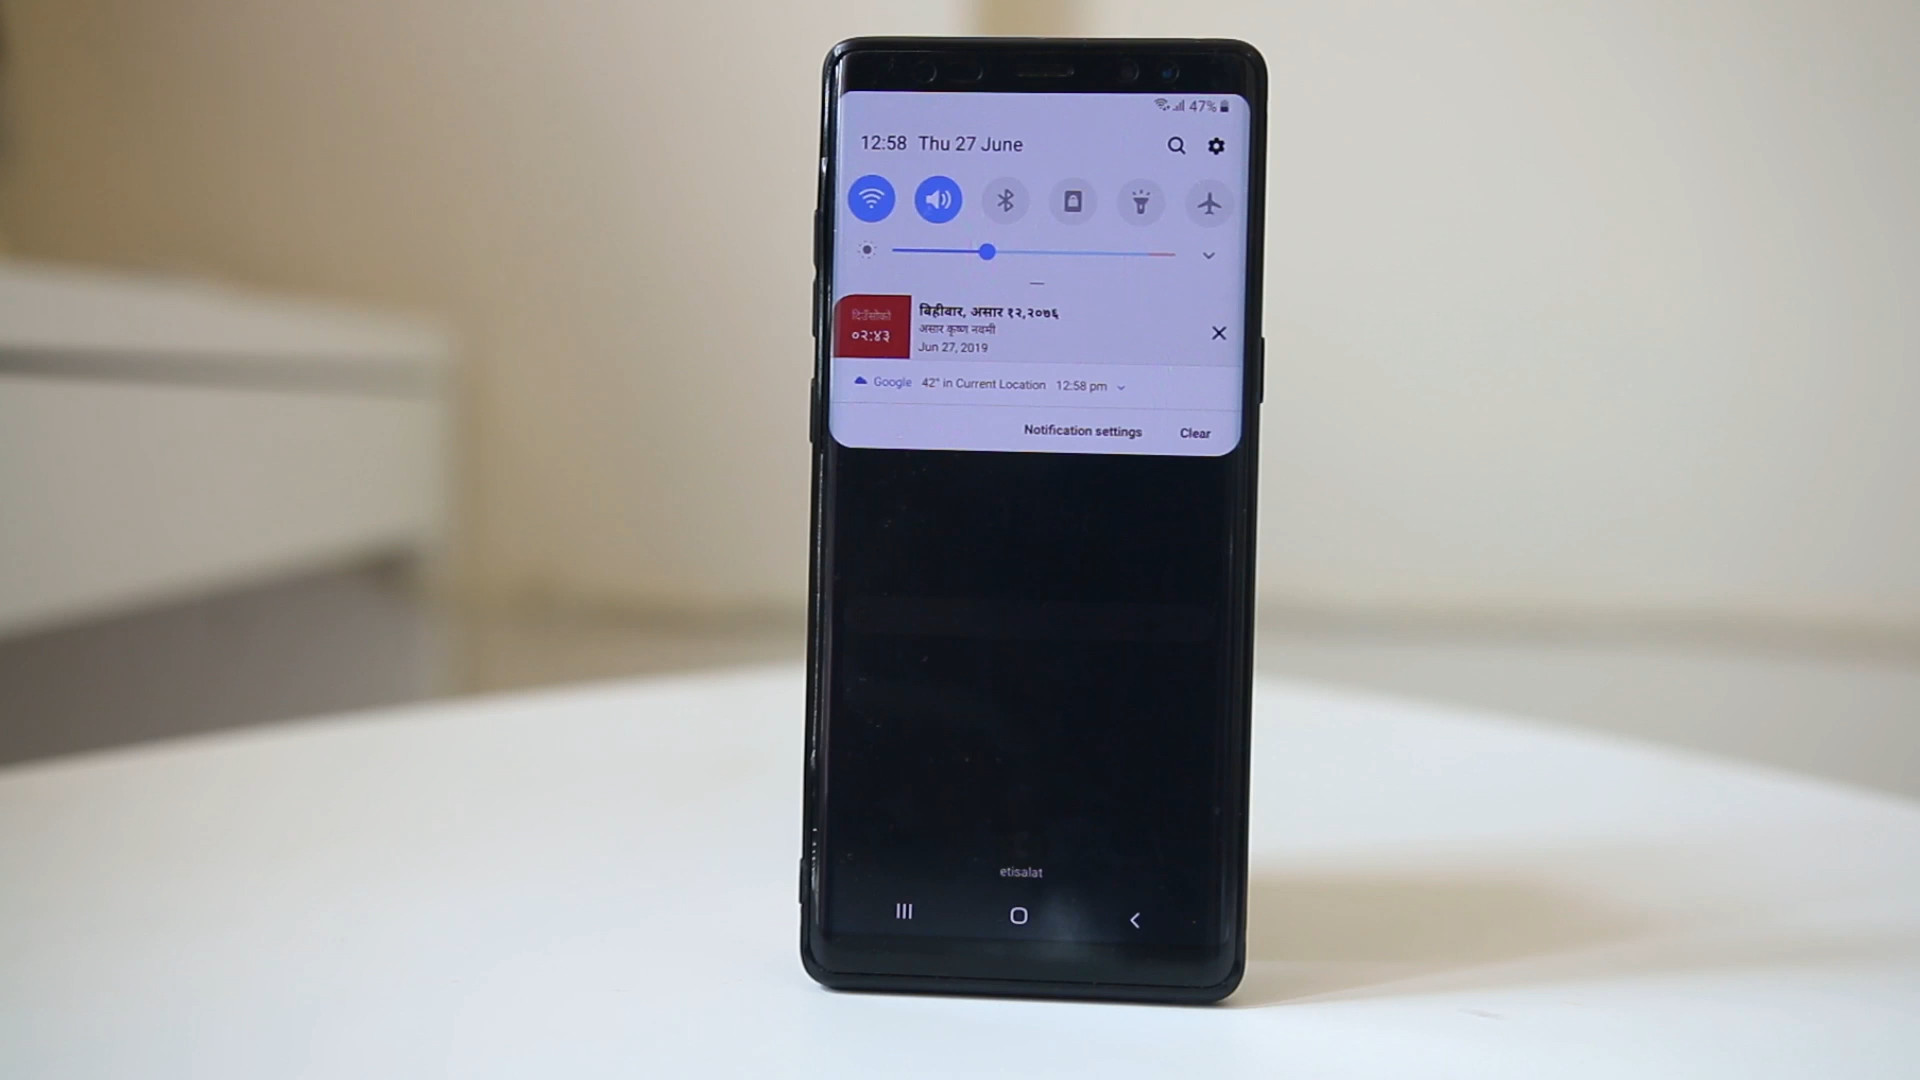 47%
12:58 Thu 27 June
दिउँसोको
०२:४३
बिहीवार, असार १२,२०७६
असार कृष्ण नवमी
Jun 27, 2019
Google 42° in Current Location 12:58 pm
Notification settings Clear
etisalat